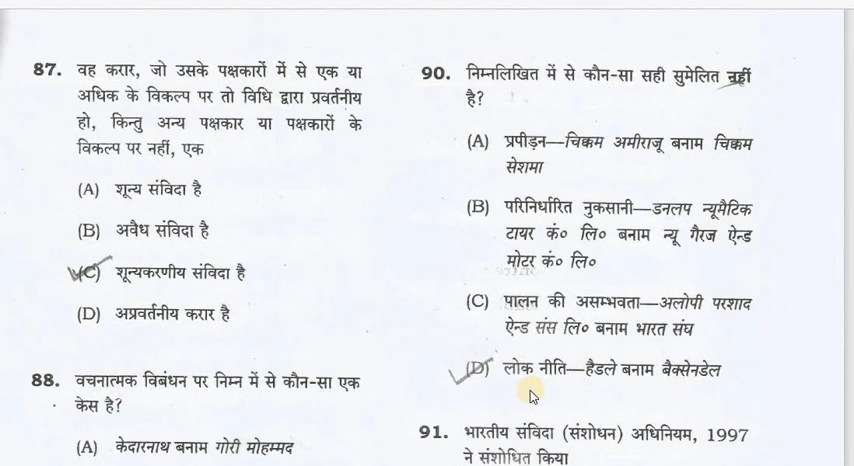 87. वह करार, जो उसके पक्षकारों में से एक या
अधिक के विकल्प पर तो विधि द्वारा प्रवर्तनीय
हो, किन्तु अन्य पक्षकार या पक्षकारों के
विकल्प पर नहीं, एक
(A) शून्य संविदा है
(B) अवैध संविदा है
(C) शून्यकरणीय संविदा है
(D) अप्रवर्तनीय करार है
88. वचनात्मक विबंधन पर निम्न में से कौन-सा एक
केस है?
(A) केदारनाथ बनाम गोरी मोहम्मद
90. निम्नलिखित में से कौन-सा सही सुमेलित नहीं
है?
(A) प्रपीड़न—चिक्कम अमीराजू बनाम चिक्कम
सेशमा
(B) परिनिर्धारित नुकसानी—डनलप न्यूमैटिक
टायर कं० लि० बनाम न्यू गैरज ऐन्ड
मोटर कं० लि०
(C) पालन की असम्भवता—अलोपी परशाद
ऐन्ड संस लि० बनाम भारत संघ
(D) लोक नीति—हैडले बनाम बैक्सेनडेल
91. भारतीय संविदा (संशोधन) अधिनियम, 1997
ने संशोधित किया